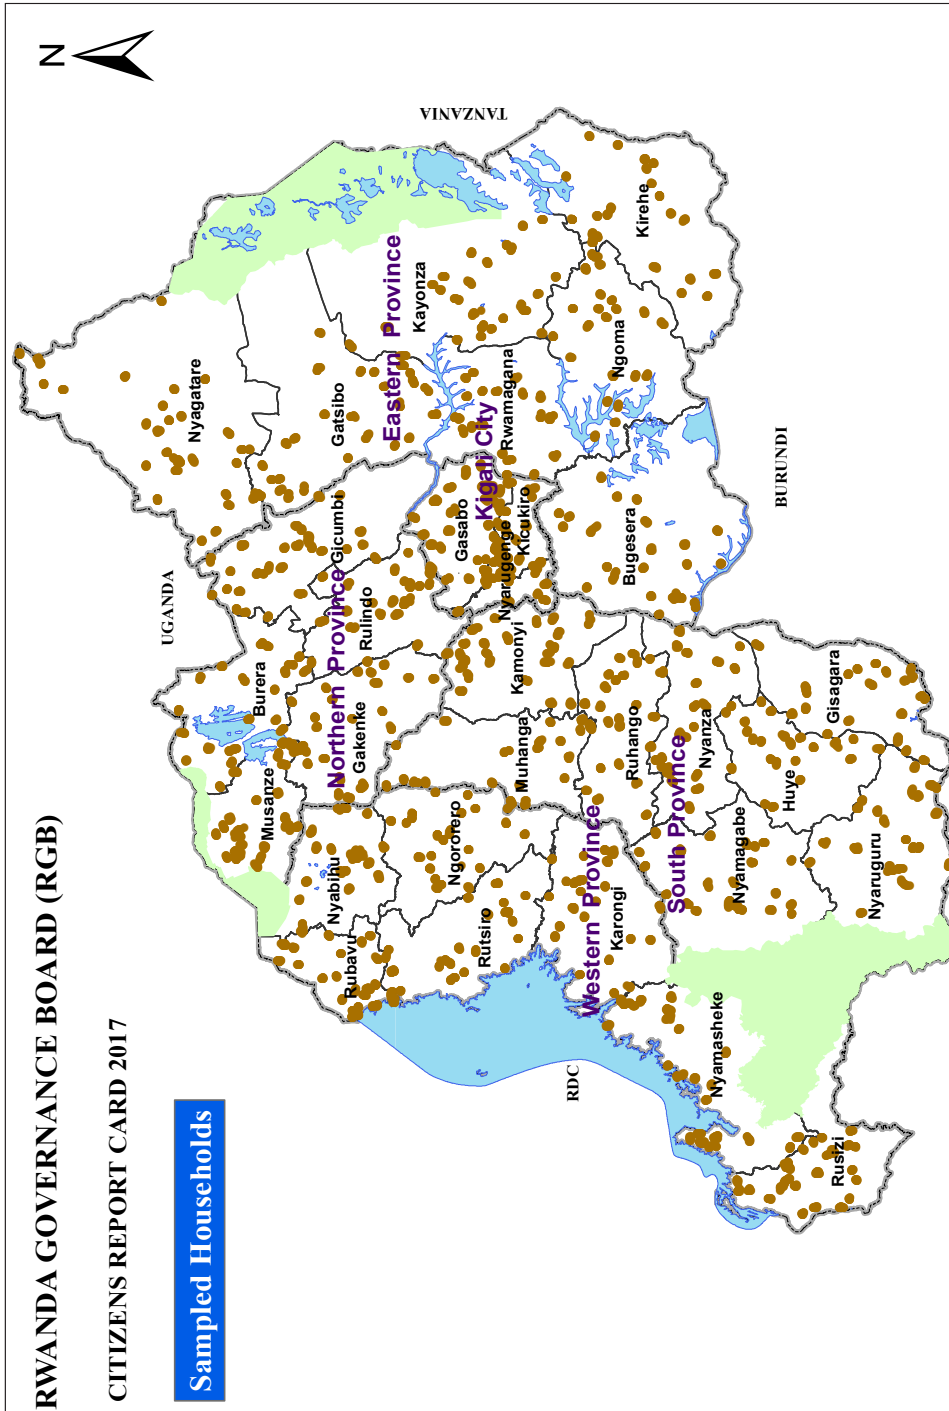 RWANDA GOVERNANCE BOARD (RGB)
CITIZENS REPORT CARD 2017
Sampled Households
N
UGANDA
TANZANIA
BURUNDI
RDC
Northern Province
Eastern Province
Kigali City
Western Province
South Province
Nyagatare
Gatsibo
Kayonza
Kirehe
Ngoma
Rwamagana
Bugesera
Gicumbi
Rulindo
Burera
Gakenke
Musanze
Gasabo
Nyarugenge
Kicukiro
Kamonyi
Muhanga
Ruhango
Nyanza
Gisagara
Huye
Nyamagabe
Nyaruguru
Nyabihu
Rubavu
Ngororero
Rutsiro
Karongi
Nyamasheke
Rusizi